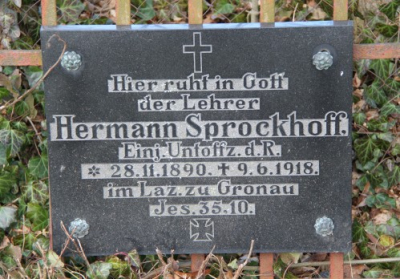 Hier ruht in Gott
der Lehrer
Hermann Sprockhoff.
Einj. Untoffz. d. R.
* 28.11.1890. ✝ 9.6.1918.
im Laz. zu Gronau
Jes. 35.10.